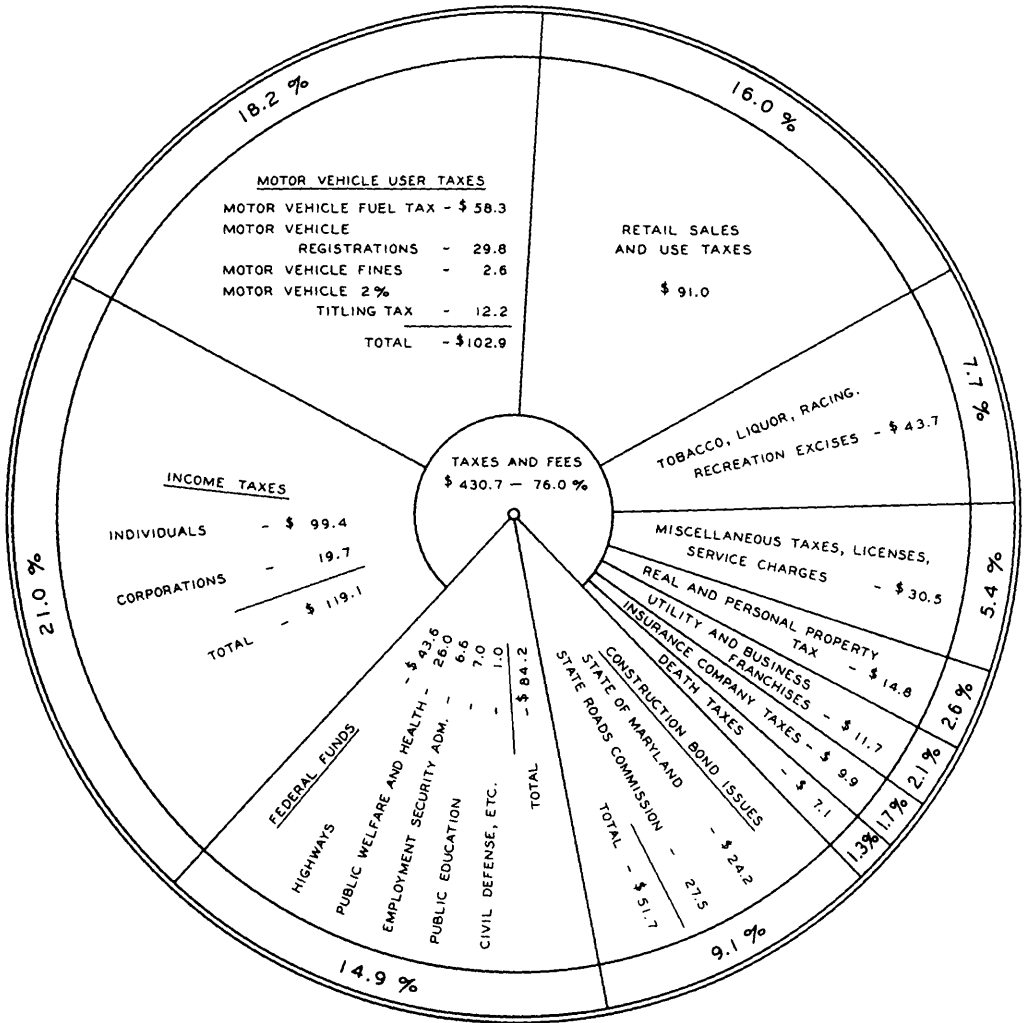 18.2 %
MOTOR VEHICLE USER TAXES
MOTOR VEHICLE FUEL TAX - $ 58.3
MOTOR VEHICLE
REGISTRATIONS - 29.8
MOTOR VEHICLE FINES - 2.6
MOTOR VEHICLE 2%
TITLING TAX - 12.2
TOTAL - $102.9
16.0 %
RETAIL SALES
AND USE TAXES
$ 91.0
7.7 %
TOBACCO, LIQUOR, RACING.
RECREATION EXCISES - $ 43.7
TAXES AND FEES
$ 430.7 — 76.0 %
5.4 %
MISCELLANEOUS TAXES, LICENSES,
SERVICE CHARGES - $ 30.5
2.6 %
REAL AND PERSONAL PROPERTY
TAX - $ 14.8
2.1 %
UTILITY AND BUSINESS
FRANCHISES - $ 11.7
1.7%
INSURANCE COMPANY TAXES - $ 9.9
1.3%
DEATH TAXES - $ 7.1
9.1 %
CONSTRUCTION BOND ISSUES
STATE OF MARYLAND - $ 24.2
STATE ROADS COMMISSION - 27.5
TOTAL - $ 51.7
14.9 %
FEDERAL FUNDS
HIGHWAYS - $ 43.6
PUBLIC WELFARE AND HEALTH - 26.0
EMPLOYMENT SECURITY ADM. - 6.6
PUBLIC EDUCATION - 7.0
CIVIL DEFENSE, ETC. - 1.0
TOTAL - $ 84.2
21.0 %
INCOME TAXES
INDIVIDUALS - $ 99.4
CORPORATIONS - 19.7
TOTAL - $ 119.1